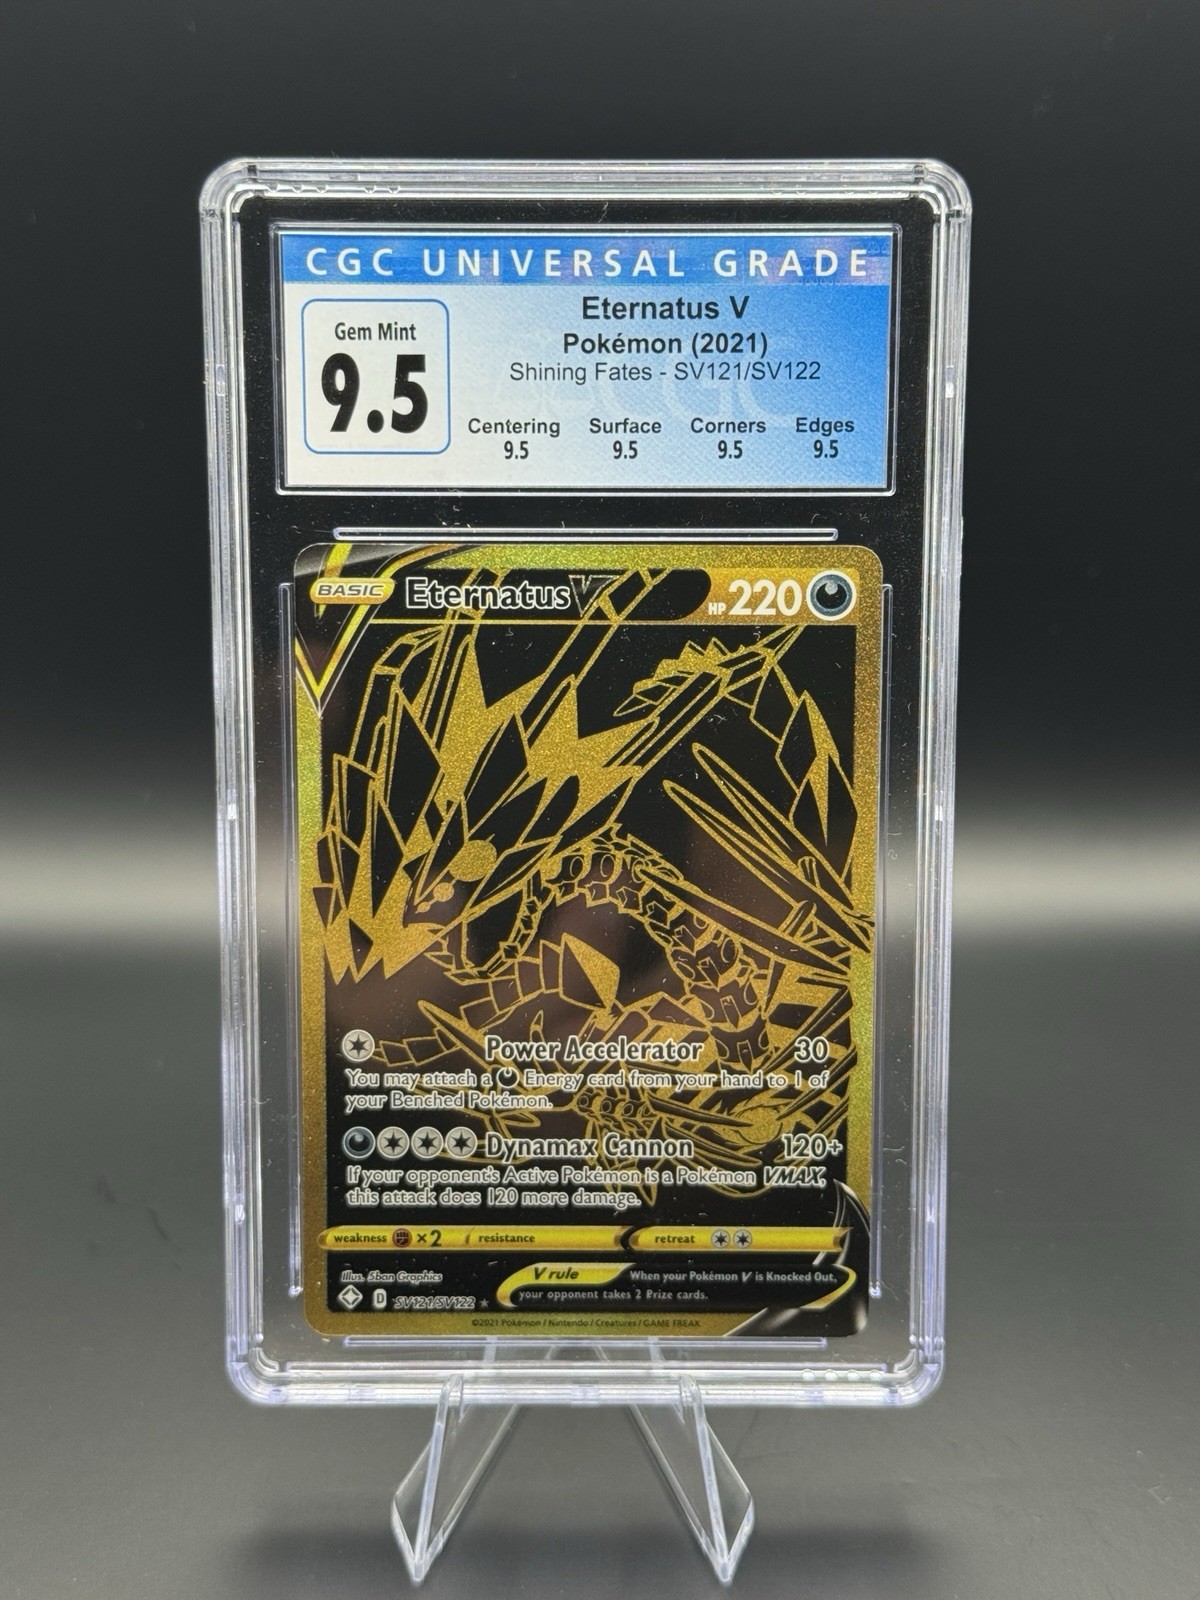 CGC UNIVERSAL GRADE
Gem Mint
9.5
Eternatus V
Pokémon (2021)
Shining Fates - SV121/SV122
Centering Surface Corners Edges
9.5 9.5 9.5 9.5
BASIC Eternatus V HP 220
Power Accelerator 30
You may attach a Energy card from your hand to 1 of
your Benched Pokémon.
Dynamax Cannon 120+
If your opponent's Active Pokémon is a Pokémon VMAX,
this attack does 120 more damage.
weakness ×2 resistance retreat
Illus. 5ban Graphics
V rule When your Pokémon V is Knocked Out,
your opponent takes 2 Prize cards.
D SV121/SV122
©2021 Pokémon / Nintendo / Creatures / GAME FREAK